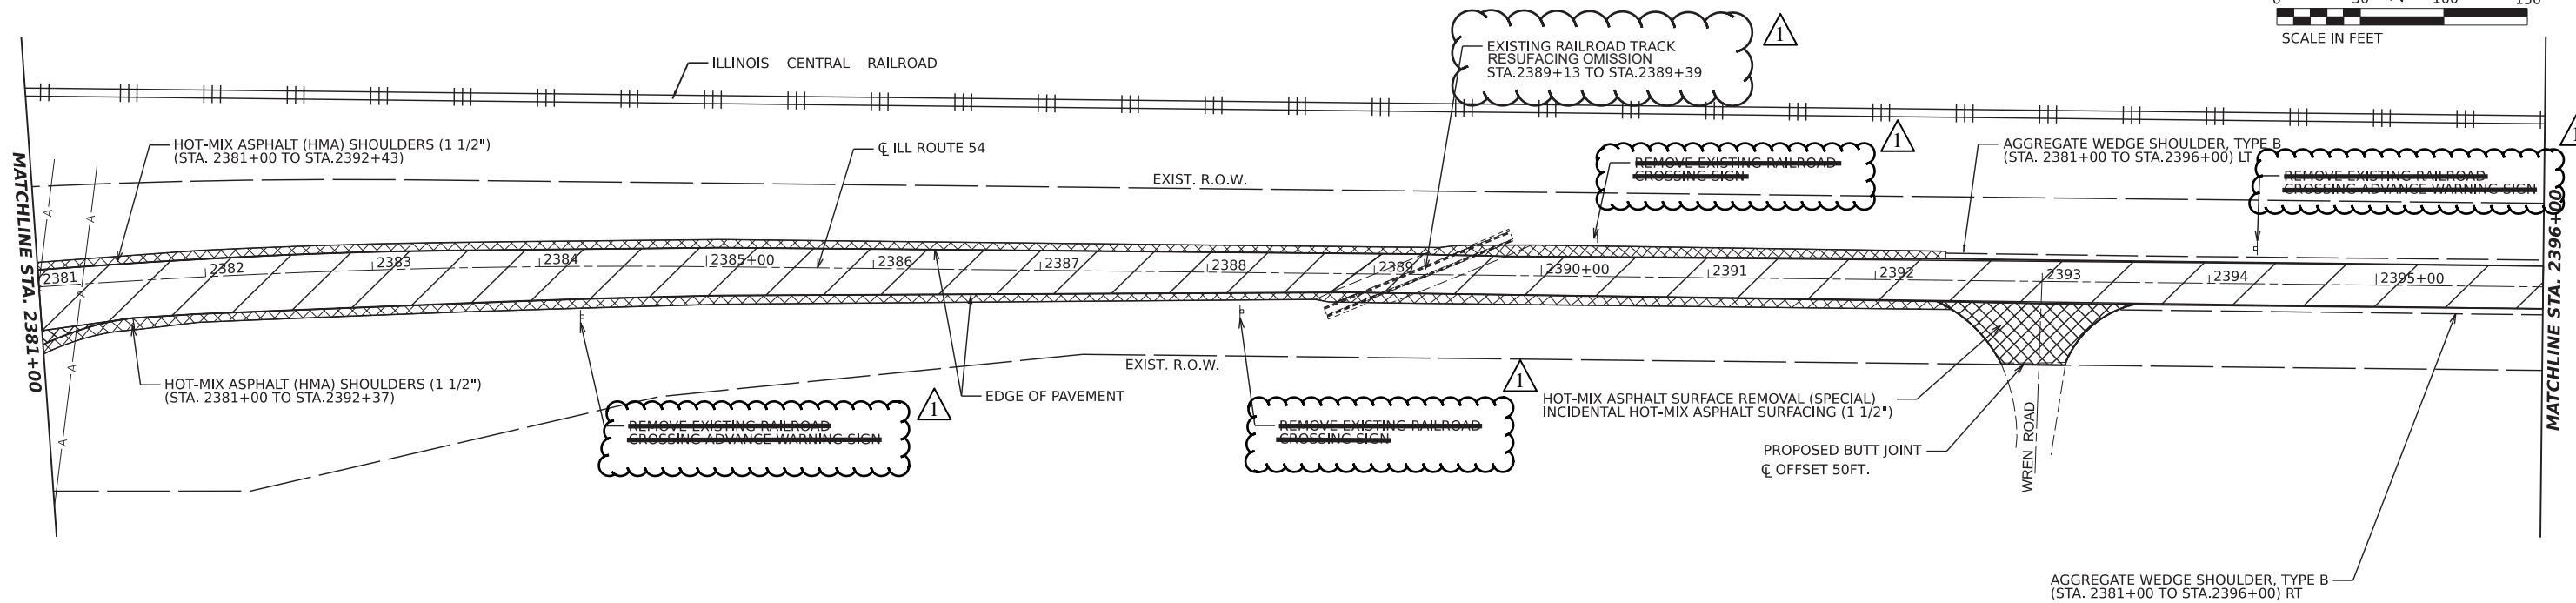 0 50 100 150
SCALE IN FEET
EXISTING RAILROAD TRACK
RESUFACING OMISSION
STA.2389+13 TO STA.2389+39
1
ILLINOIS CENTRAL RAILROAD
HOT-MIX ASPHALT (HMA) SHOULDERS (1 1/2")
(STA. 2381+00 TO STA.2392+43)
℄ ILL ROUTE 54
EXIST. R.O.W.
REMOVE EXISTING RAILROAD
CROSSING SIGN
1
AGGREGATE WEDGE SHOULDER, TYPE B
(STA. 2381+00 TO STA.2396+00) LT
REMOVE EXISTING RAILROAD
CROSSING ADVANCE WARNING SIGN
1
MATCHLINE STA. 2381+00
A
A
A
A
A
2381 2382 2383 2384 2385+00 2386 2387 2388 2389 2390+00 2391 2392 2393 2394 2395+00
MATCHLINE STA. 2396+00
HOT-MIX ASPHALT (HMA) SHOULDERS (1 1/2")
(STA. 2381+00 TO STA.2392+37)
REMOVE EXISTING RAILROAD
CROSSING ADVANCE WARNING SIGN
1
EDGE OF PAVEMENT
EXIST. R.O.W.
REMOVE EXISTING RAILROAD
CROSSING SIGN
1
HOT-MIX ASPHALT SURFACE REMOVAL (SPECIAL)
INCIDENTAL HOT-MIX ASPHALT SURFACING (1 1/2")
PROPOSED BUTT JOINT
℄ OFFSET 50FT.
WREN ROAD
AGGREGATE WEDGE SHOULDER, TYPE B
(STA. 2381+00 TO STA.2396+00) RT